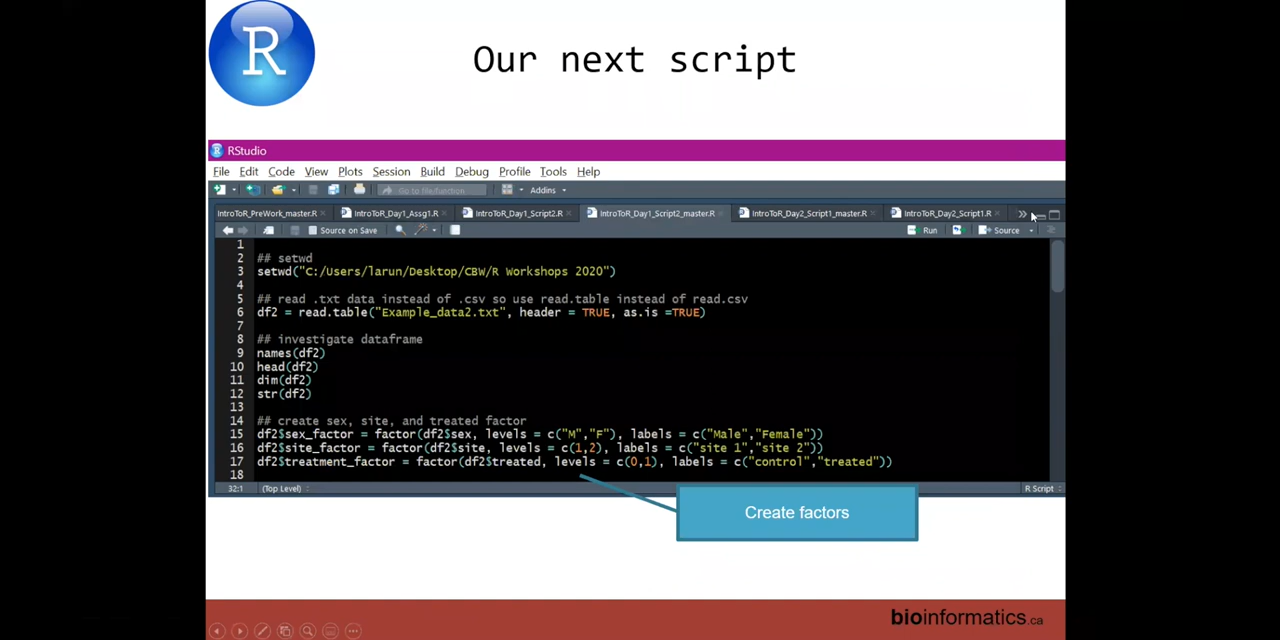 R
Our next script
RStudio
File Edit Code View Plots Session Build Debug Profile Tools Help
Go to file/function Addins
IntroToR_PreWork_master.R IntroToR_Day1_Assg1.R IntroToR_Day1_Script2.R IntroToR_Day1_Script2_master.R IntroToR_Day2_Script1_master.R IntroToR_Day2_Script1.R
Source on Save Run Source
1
2 ## setwd
3 setwd("C:/Users/larun/Desktop/CBW/R Workshops 2020")
4
5 ## read .txt data instead of .csv so use read.table instead of read.csv
6 df2 = read.table("Example_data2.txt", header = TRUE, as.is =TRUE)
7
8 ## investigate dataframe
9 names(df2)
10 head(df2)
11 dim(df2)
12 str(df2)
13
14 ## create sex, site, and treated factor
15 df2$sex_factor = factor(df2$sex, levels = c("M","F"), labels = c("Male","Female"))
16 df2$site_factor = factor(df2$site, levels = c(1,2), labels = c("site 1","site 2"))
17 df2$treatment_factor = factor(df2$treated, levels = c(0,1), labels = c("control","treated"))
18
32:1 (Top Level) R Script
Create factors
bioinformatics.ca